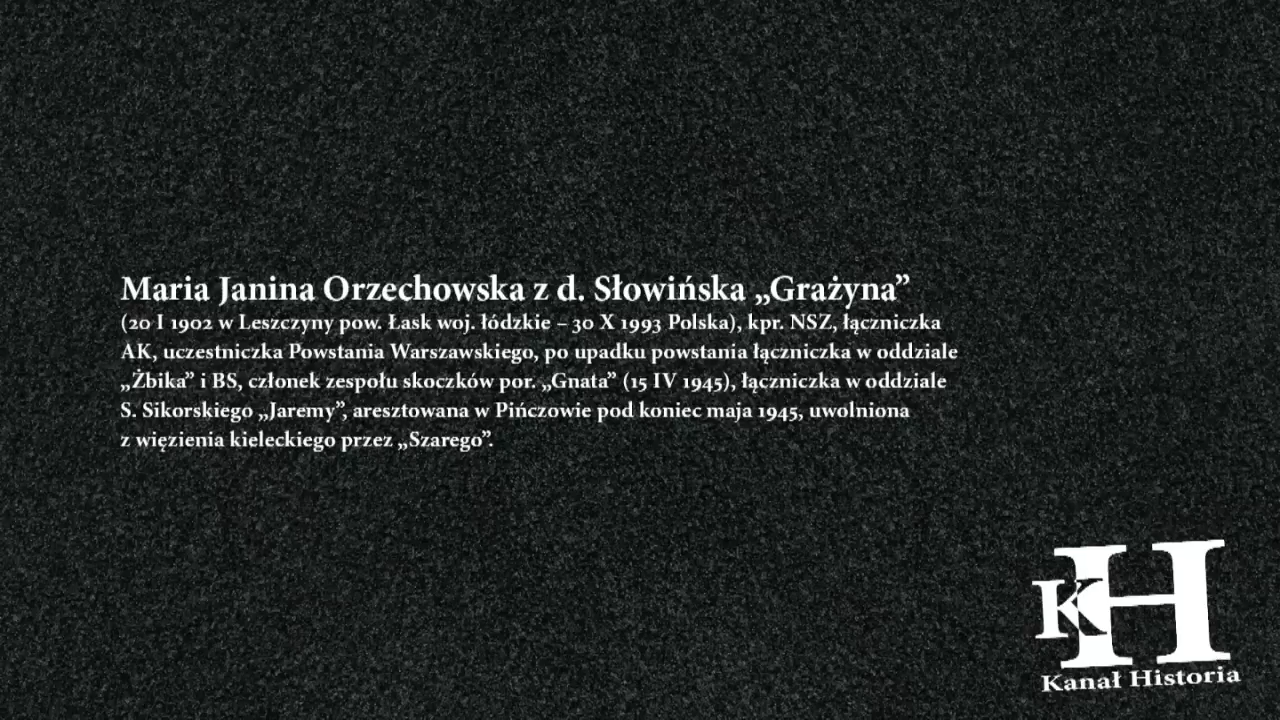 Maria Janina Orzechowska z d. Słowińska „Grażyna”
(20 I 1902 w Leszczyny pow. Łask woj. łódzkie – 30 X 1993 Polska), kpr. NSZ, łączniczka
AK, uczestniczka Powstania Warszawskiego, po upadku powstania łączniczka w oddziale
„Żbika” i BS, członek zespołu skoczków por. „Gnata” (15 IV 1945), łączniczka w oddziale
S. Sikorskiego „Jaremy”, aresztowana w Pińczowie pod koniec maja 1945, uwolniona
z więzienia kieleckiego przez „Szarego”.
KH
Kanał Historia